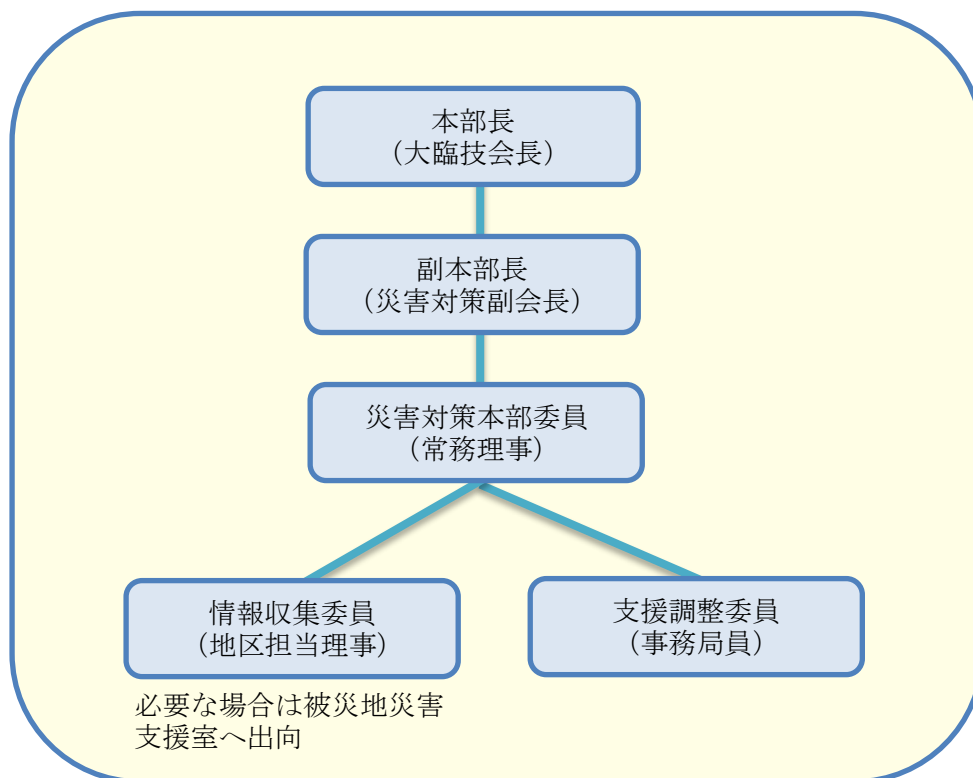 本部長
（大臨技会長）
副本部長
（災害対策副会長）
災害対策本部委員
（常務理事）
情報収集委員
（地区担当理事）
支援調整委員
（事務局員）
必要な場合は被災地災害
支援室へ出向